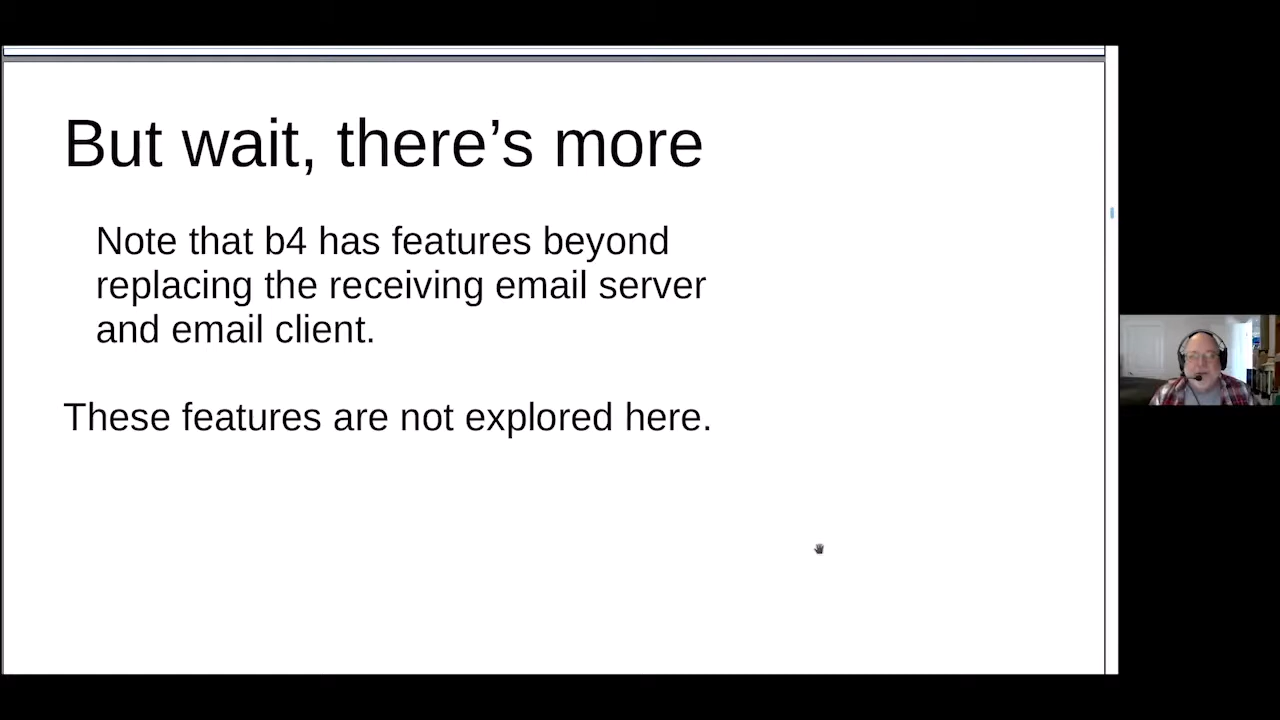 But wait, there’s more
Note that b4 has features beyond
replacing the receiving email server
and email client.
These features are not explored here.